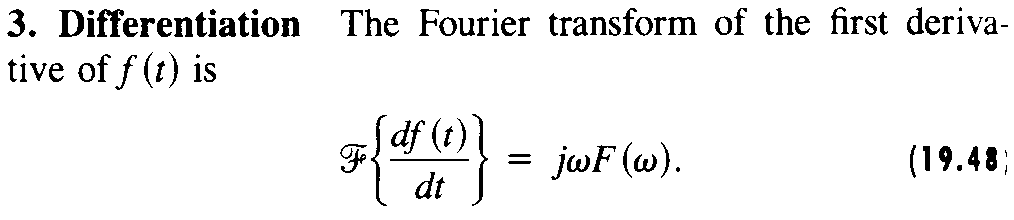 3. Differentiation The Fourier transform of the first deriva-
tive of f (t) is
ℱ{df (t)/dt} = jωF (ω). (19.48)